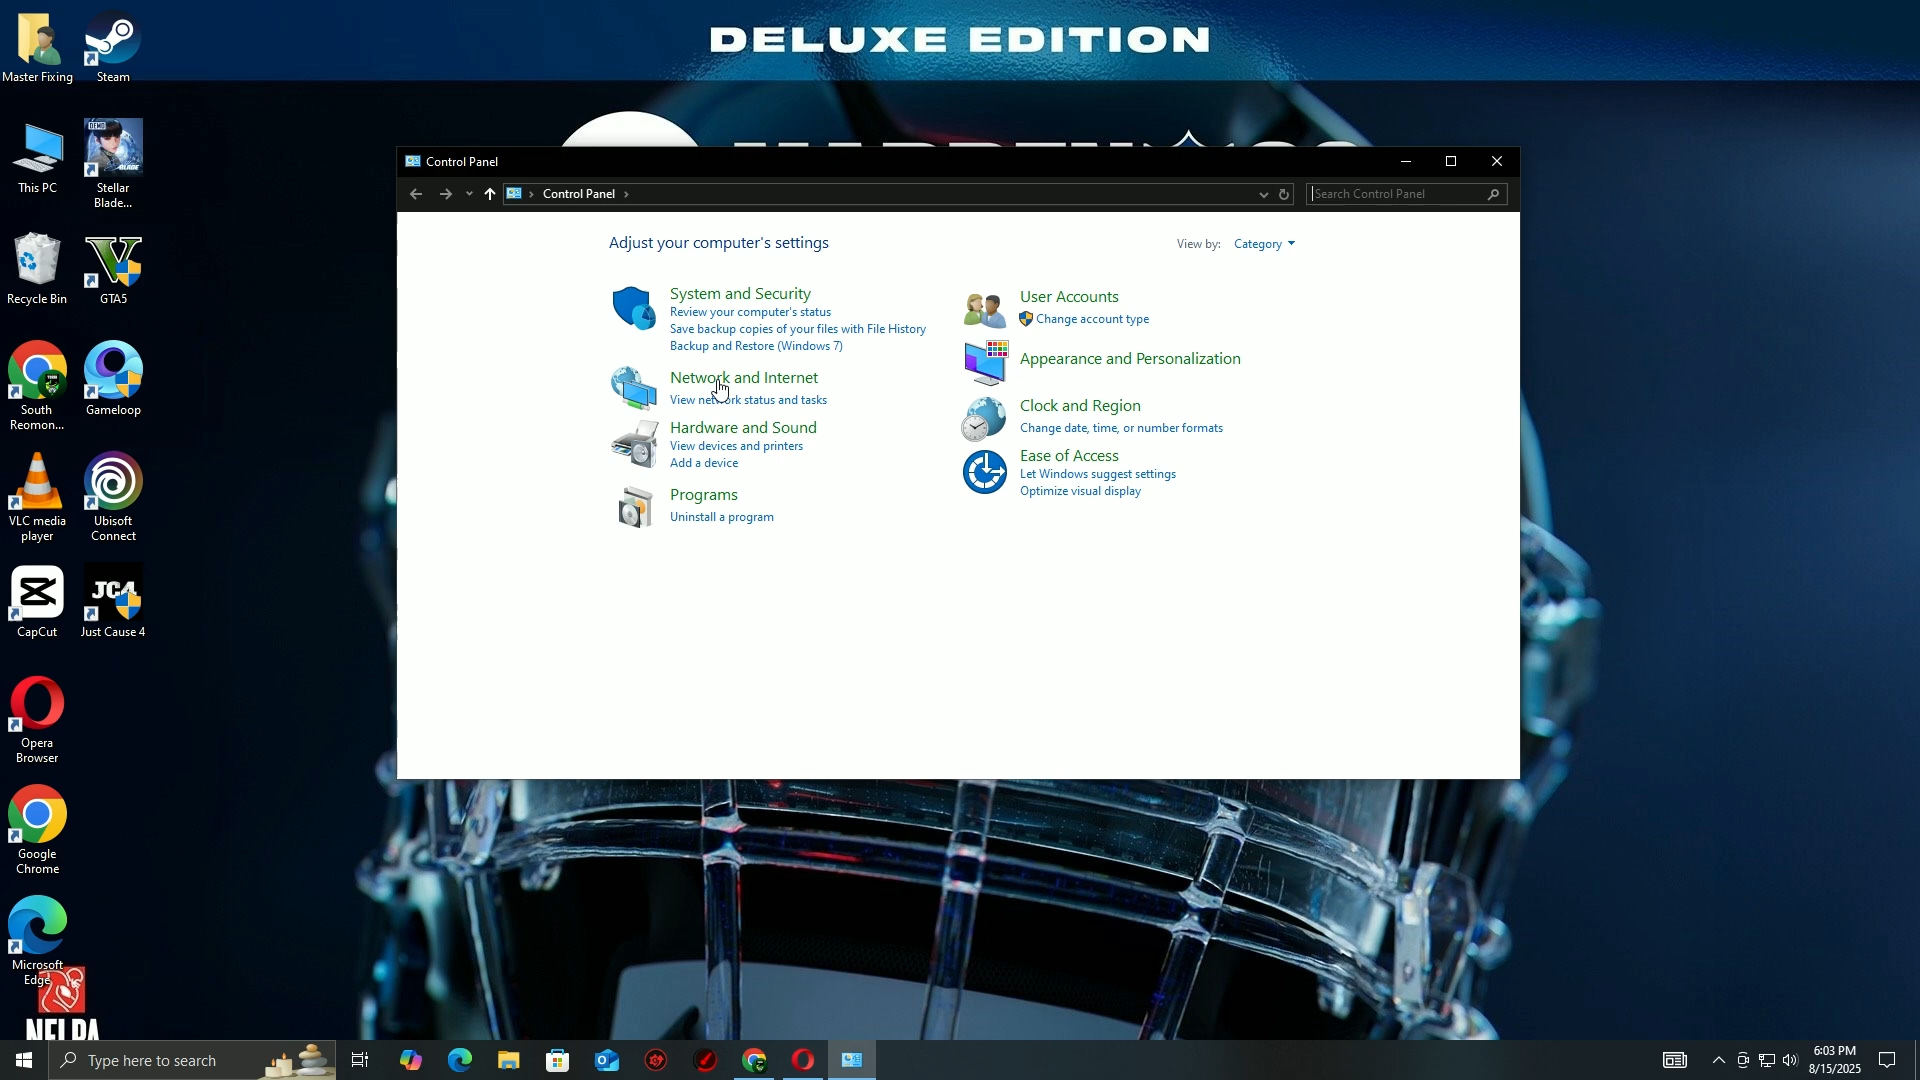 DELUXE EDITION
Master Fixing
Steam
This PC
DEMO
BLADE
Stellar
Blade...
Recycle Bin
GTA5
South
Reomon...
Gameloop
VLC media
player
Ubisoft
Connect
CapCut
JC4
Just Cause 4
Opera
Browser
Google
Chrome
Microsoft
Edge
Control Panel
Control Panel
Search Control Panel
Adjust your computer's settings
View by:
Category
System and Security
Review your computer's status
Save backup copies of your files with File History
Backup and Restore (Windows 7)
Network and Internet
View network status and tasks
Hardware and Sound
View devices and printers
Add a device
Programs
Uninstall a program
User Accounts
Change account type
Appearance and Personalization
Clock and Region
Change date, time, or number formats
Ease of Access
Let Windows suggest settings
Optimize visual display
Type here to search
6:03 PM
8/15/2025